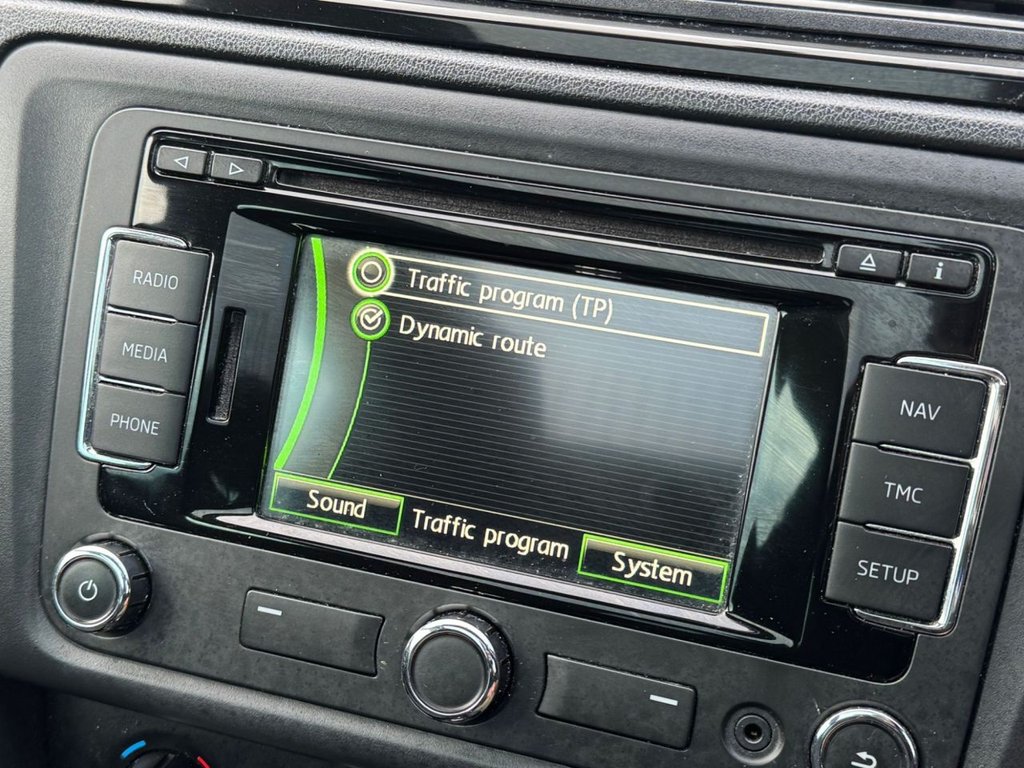 RADIO
MEDIA
PHONE
Traffic program (TP)
Dynamic route
Sound
Traffic program
System
i
NAV
TMC
SETUP